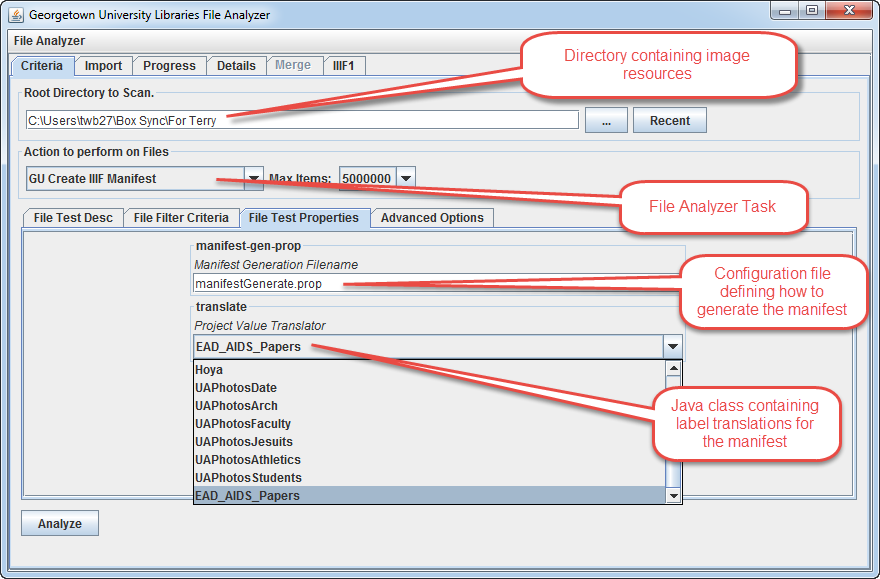 Georgetown University Libraries File Analyzer
File Analyzer
Criteria Import Progress Details Merge IIIF1
Directory containing image
resources
Root Directory to Scan.
C:\Users\twb27\Box Sync\For Terry ... Recent
Action to perform on Files
GU Create IIIF Manifest Max Items: 5000000
File Analyzer Task
File Test Desc File Filter Criteria File Test Properties Advanced Options
manifest-gen-prop
Manifest Generation Filename
manifestGenerate.prop
Configuration file
defining how to
generate the manifest
translate
Project Value Translator
EAD_AIDS_Papers
Hoya
UAPhotosDate
UAPhotosArch
UAPhotosFaculty
UAPhotosJesuits
UAPhotosAthletics
UAPhotosStudents
EAD_AIDS_Papers
Java class containing
label translations for
the manifest
Analyze